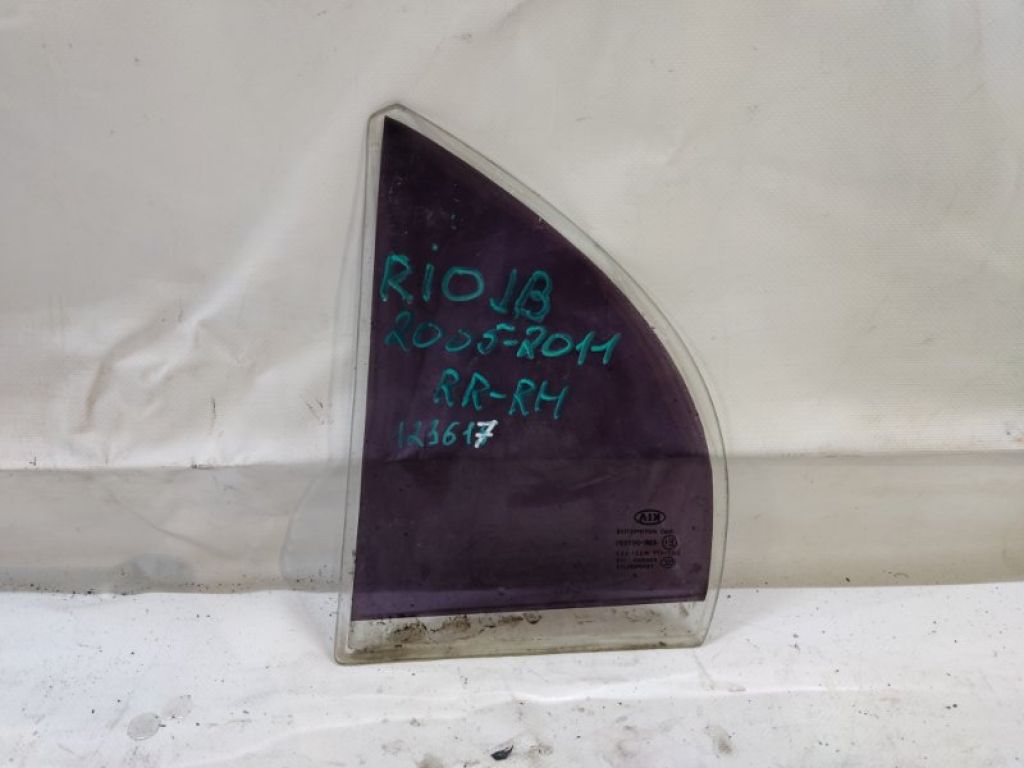 RIO JB
2005-2011
RR-RH
123617
KIA